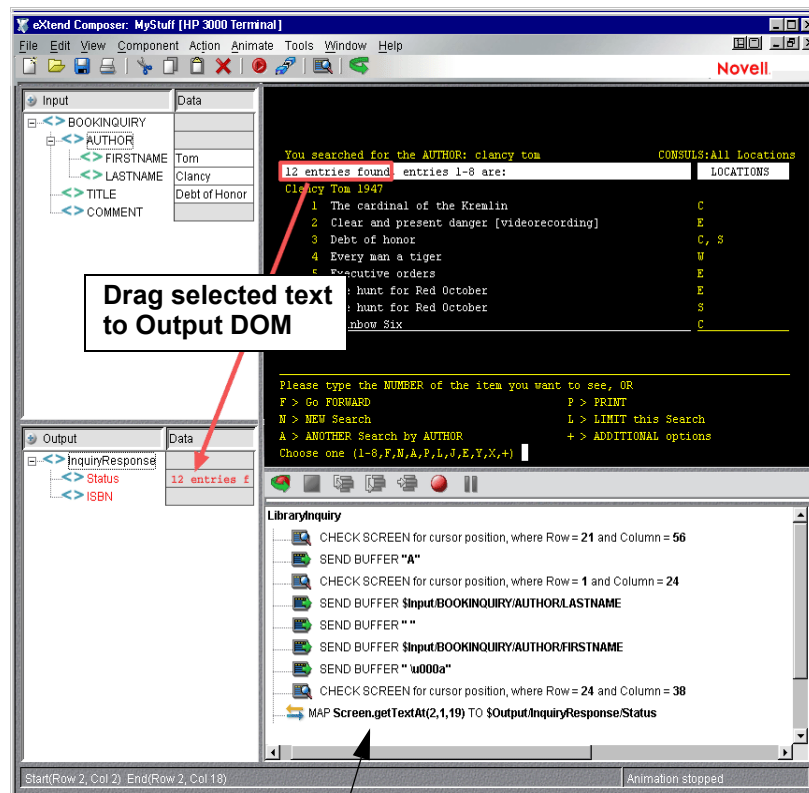 eXtend Composer: MyStuff [HP 3000 Terminal]
File Edit View Component Action Animate Tools Window Help
Novell
Input Data
BOOKINQUIRY
AUTHOR
FIRSTNAME Tom
LASTNAME Clancy
TITLE Debt of Honor
COMMENT
You searched for the AUTHOR: clancy tom CONSULS:All Locations
12 entries found, entries 1-8 are: LOCATIONS
Clancy Tom 1947
1 The cardinal of the Kremlin C
2 Clear and present danger [videorecording] E
3 Debt of honor C, S
4 Every man a tiger W
5 Executive orders E
hunt for Red October E
hunt for Red October S
Six C
Drag selected text
to Output DOM
Please type the NUMBER of the item you want to see, OR
F > Go FORWARD P > PRINT
N > NEW Search L > LIMIT this Search
A > ANOTHER Search by AUTHOR + > ADDITIONAL options
Choose one (1-8,F,N,A,P,L,J,E,Y,X,+)
Output Data
InquiryResponse
Status 12 entries f
ISBN
LibraryInquiry
CHECK SCREEN for cursor position, where Row = 21 and Column = 56
SEND BUFFER "A"
CHECK SCREEN for cursor position, where Row = 1 and Column = 24
SEND BUFFER $Input/BOOKINQUIRY/AUTHOR/LASTNAME
SEND BUFFER " "
SEND BUFFER $Input/BOOKINQUIRY/AUTHOR/FIRSTNAME
SEND BUFFER " \u000a"
CHECK SCREEN for cursor position, where Row = 24 and Column = 38
MAP Screen.getTextAt(2,1,19) TO $Output/InquiryResponse/Status
Start(Row 2, Col 2) End(Row 2, Col 18) Animation stopped